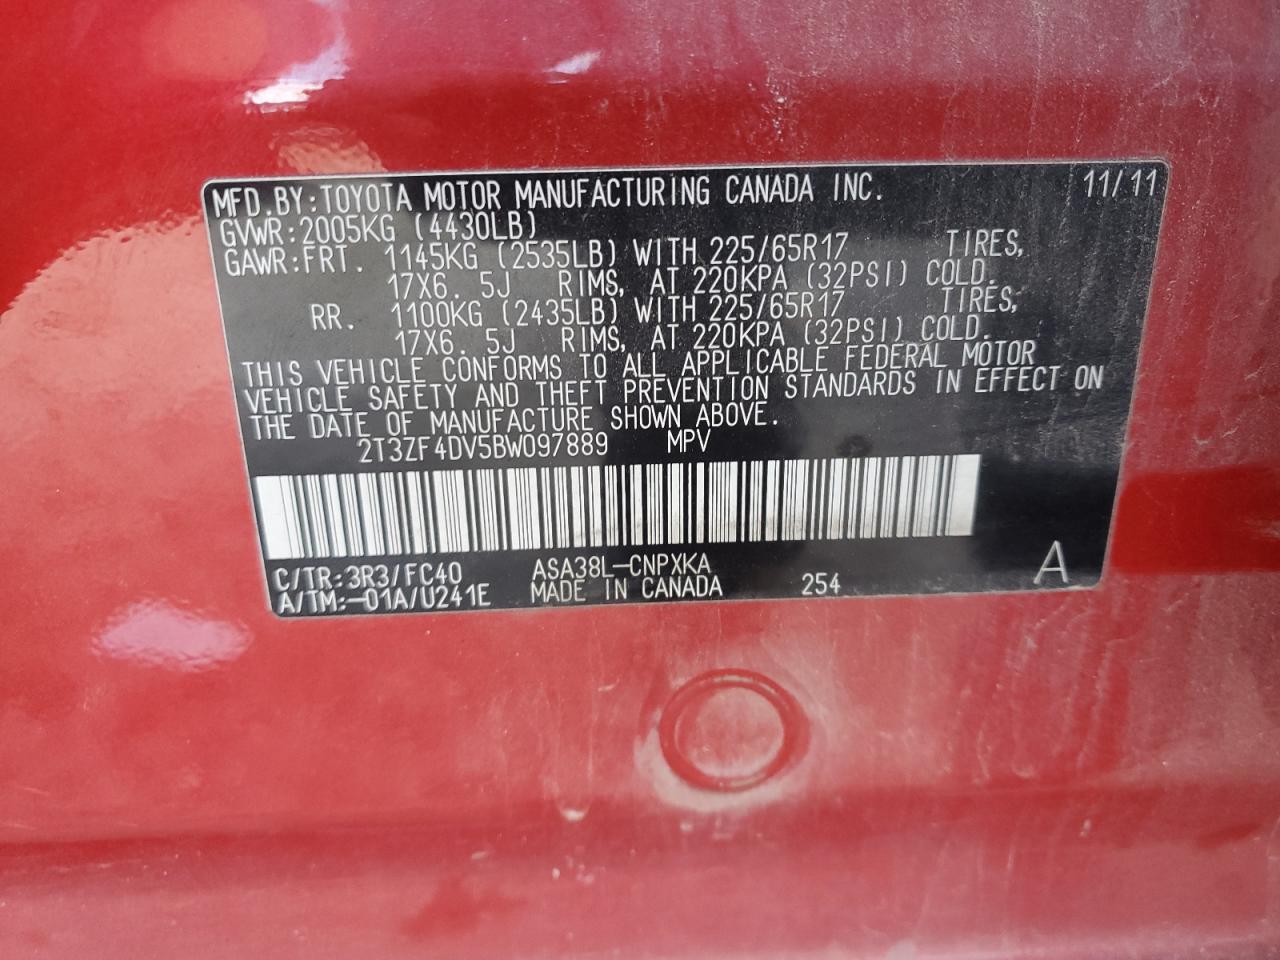 MFD.BY:TOYOTA MOTOR MANUFACTURING CANADA INC. 11/11
GVWR:2005KG (4430LB)
GAWR:FRT. 1145KG (2535LB) WITH 225/65R17 TIRES,
17X6.5J RIMS, AT 220KPA (32PSI) COLD.
RR. 1100KG (2435LB) WITH 225/65R17 TIRES,
17X6.5J RIMS, AT 220KPA (32PSI) COLD.
THIS VEHICLE CONFORMS TO ALL APPLICABLE FEDERAL MOTOR
VEHICLE SAFETY AND THEFT PREVENTION STANDARDS IN EFFECT ON
THE DATE OF MANUFACTURE SHOWN ABOVE.
2T3ZF4DV5BW097889 MPV
C/TR:3R3/FC40 ASA38L-CNPXKA
A/TM:-01A/U241E MADE IN CANADA 254 A